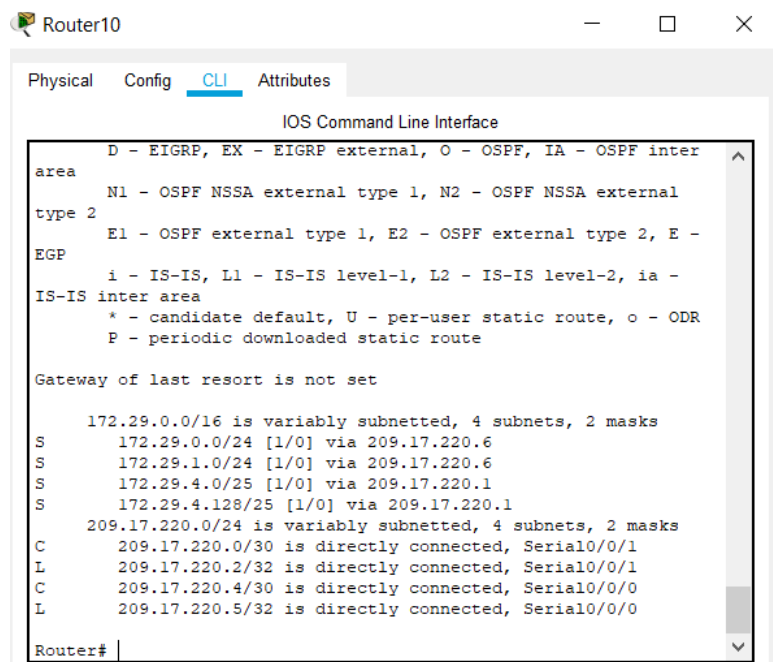 Router10
Physical Config CLI Attributes
IOS Command Line Interface
D - EIGRP, EX - EIGRP external, O - OSPF, IA - OSPF inter
area
N1 - OSPF NSSA external type 1, N2 - OSPF NSSA external
type 2
E1 - OSPF external type 1, E2 - OSPF external type 2, E -
EGP
i - IS-IS, L1 - IS-IS level-1, L2 - IS-IS level-2, ia -
IS-IS inter area
* - candidate default, U - per-user static route, o - ODR
P - periodic downloaded static route
Gateway of last resort is not set
172.29.0.0/16 is variably subnetted, 4 subnets, 2 masks
S 172.29.0.0/24 [1/0] via 209.17.220.6
S 172.29.1.0/24 [1/0] via 209.17.220.6
S 172.29.4.0/25 [1/0] via 209.17.220.1
S 172.29.4.128/25 [1/0] via 209.17.220.1
209.17.220.0/24 is variably subnetted, 4 subnets, 2 masks
C 209.17.220.0/30 is directly connected, Serial0/0/1
L 209.17.220.2/32 is directly connected, Serial0/0/1
C 209.17.220.4/30 is directly connected, Serial0/0/0
L 209.17.220.5/32 is directly connected, Serial0/0/0
Router#